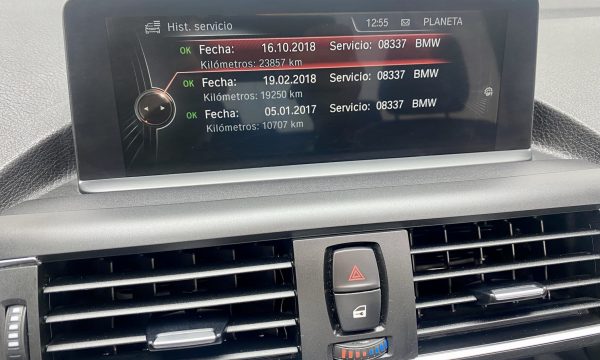 Hist. servicio 12:55 PLANETA
OK Fecha: 16.10.2018 Servicio: 08337 BMW
Kilómetros: 23857 km
OK Fecha: 19.02.2018 Servicio: 08337 BMW
Kilómetros: 19250 km
OK Fecha: 05.01.2017 Servicio: 08337 BMW
Kilómetros: 10707 km